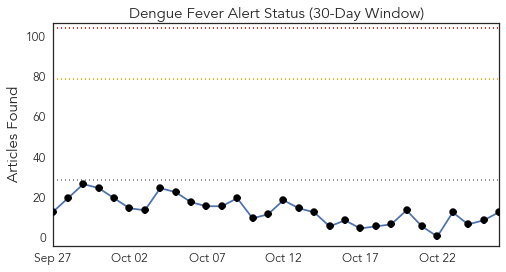 Dengue Fever Alert Status (30-Day Window)
Articles Found
100
80
60
40
20
0
Sep 27 Oct 02 Oct 07 Oct 12 Oct 17 Oct 22